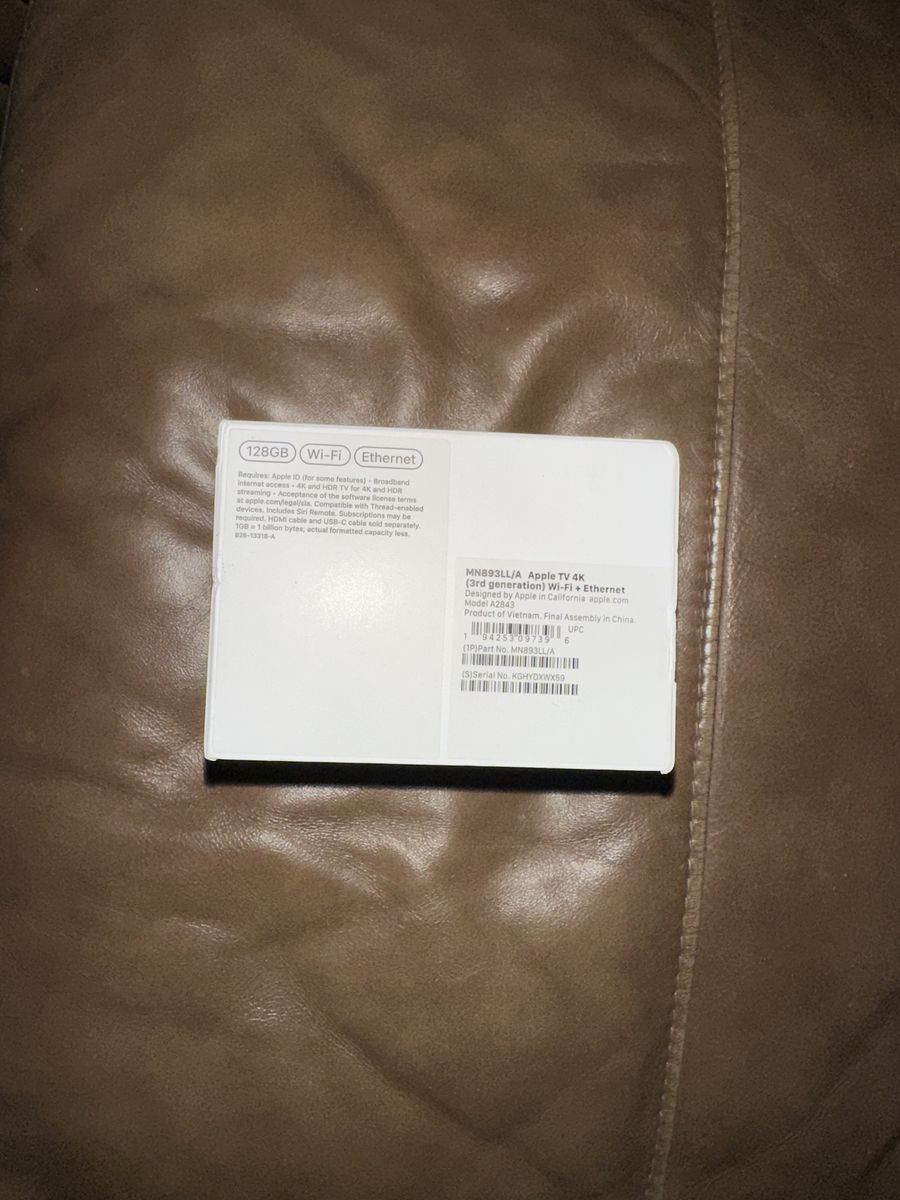 128GB Wi-Fi Ethernet
Requires: Apple ID (for some features) • Broadband
internet access • 4K and HDR TV for 4K and HDR
streaming • Acceptance of the software license terms
at apple.com/legal/sla. Compatible with Thread-enabled
devices. Includes Siri Remote. Subscriptions may be
required. HDMI cable and USB-C cable sold separately.
1GB = 1 billion bytes; actual formatted capacity less.
826-13318-A
MN893LL/A Apple TV 4K
(3rd generation) Wi-Fi + Ethernet
Designed by Apple in California apple.com
Model A2843
Product of Vietnam. Final Assembly in China.
UPC
1 94253 09739 6
(1P)Part No. MN893LL/A
(S)Serial No. KGHYDXWX59